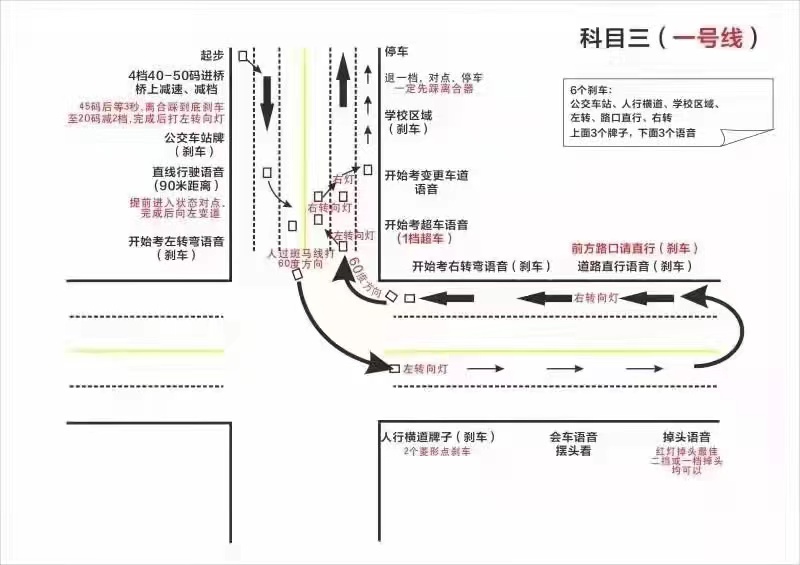 科目三（一号线）
6个刹车：
公交车站、人行横道、学校区域、
左转、路口直行、右转
上面3个牌子，下面3个语音
起步
4档40-50码进桥
桥上减速、减档
45码后等3秒,离合踩到底刹车
至20码减2档,完成后打左转向灯
公交车站牌
（刹车）
直线行驶语音
(90米距离)
提前进入状态对点,
完成后向左变道
开始考左转弯语音
（刹车）
停车
退一档，对点、停车
一定先踩离合器
学校区域
（刹车）
开始考变更车道
语音
开始考超车语音
(1档超车）
右灯
右转向灯
左转向灯
人过斑马线打
60度方向
60度方向
前方路口请直行（刹车）
开始考右转弯语音（刹车）
道路直行语音（刹车）
右转向灯
左转向灯
人行横道牌子（刹车）
2个菱形点刹车
会车语音
摆头看
掉头语音
红灯掉头最佳
二挡或一档掉头
均可以